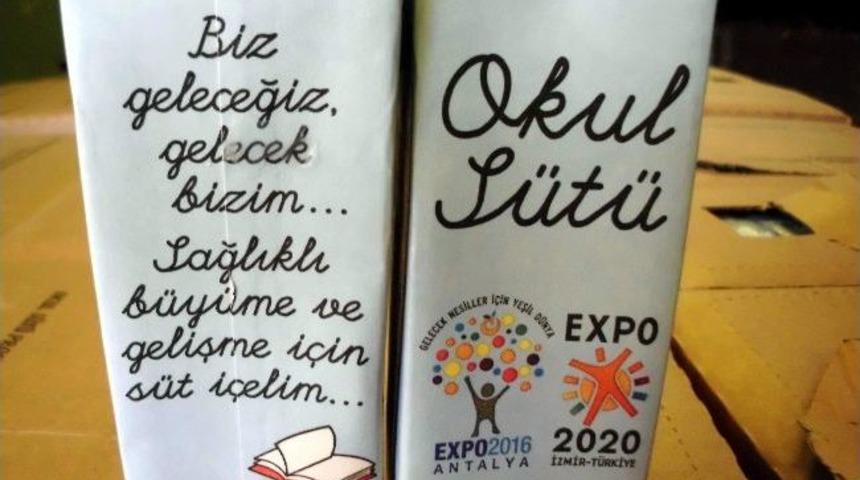 Biz
geleceğiz,
gelecek
bizim...
Sağlıklı
büyüme ve
gelişme için
süt içelim...
Okul
Sütü
GELECEK NESİLLER İÇİN YEŞİL DÜNYA
EXPO2016
ANTALYA
EXPO
2020
İZMİR-TÜRKİYE